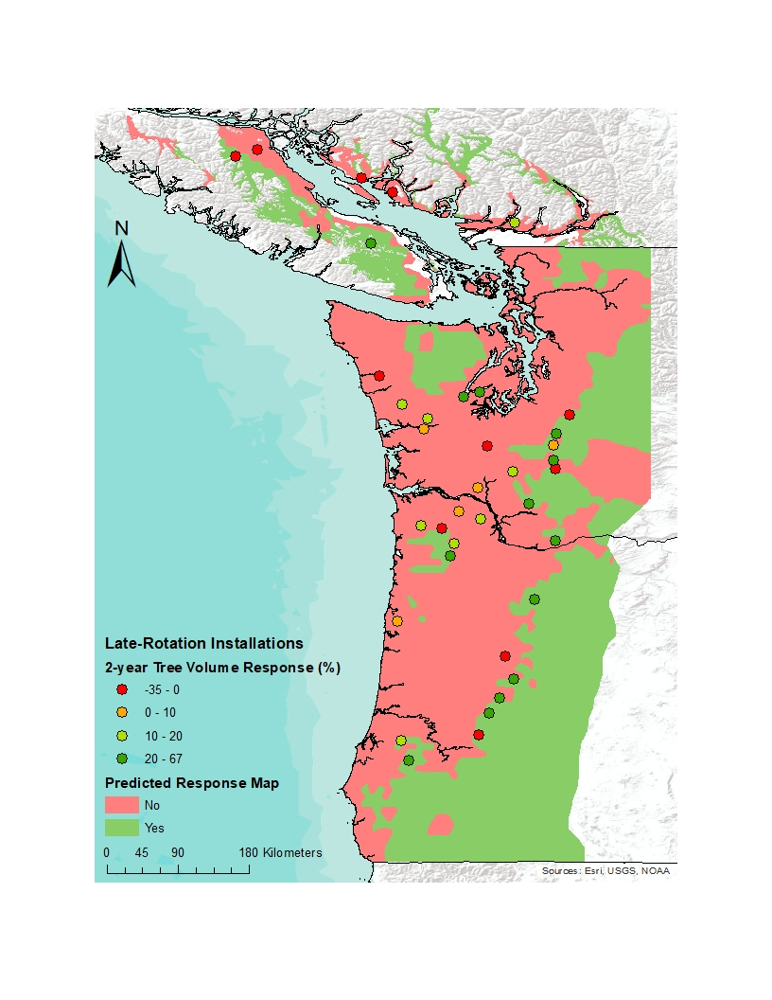 N
Late-Rotation Installations
2-year Tree Volume Response (%)
-35 - 0
0 - 10
10 - 20
20 - 67
Predicted Response Map
No
Yes
0 45 90 180 Kilometers
Sources: Esri, USGS, NOAA